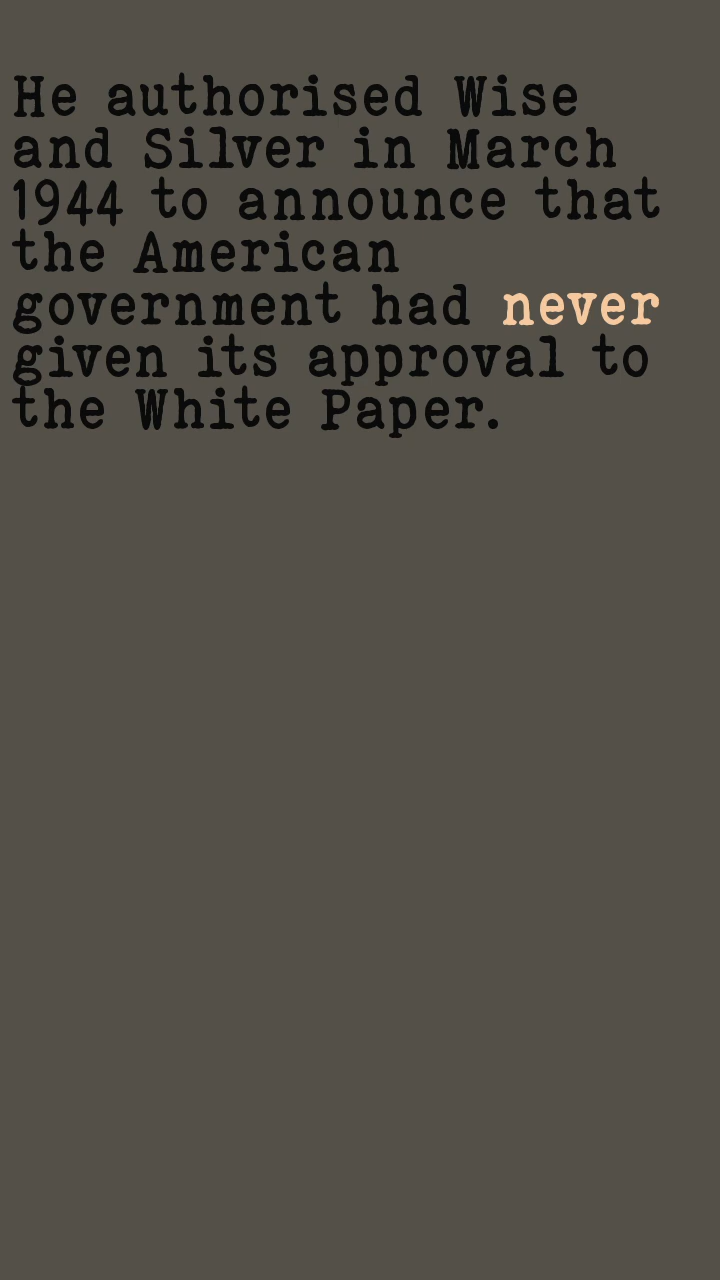 He authorised Wise
and Silver in March
1944 to announce that
the American
government had never
given its approval to
the White Paper.